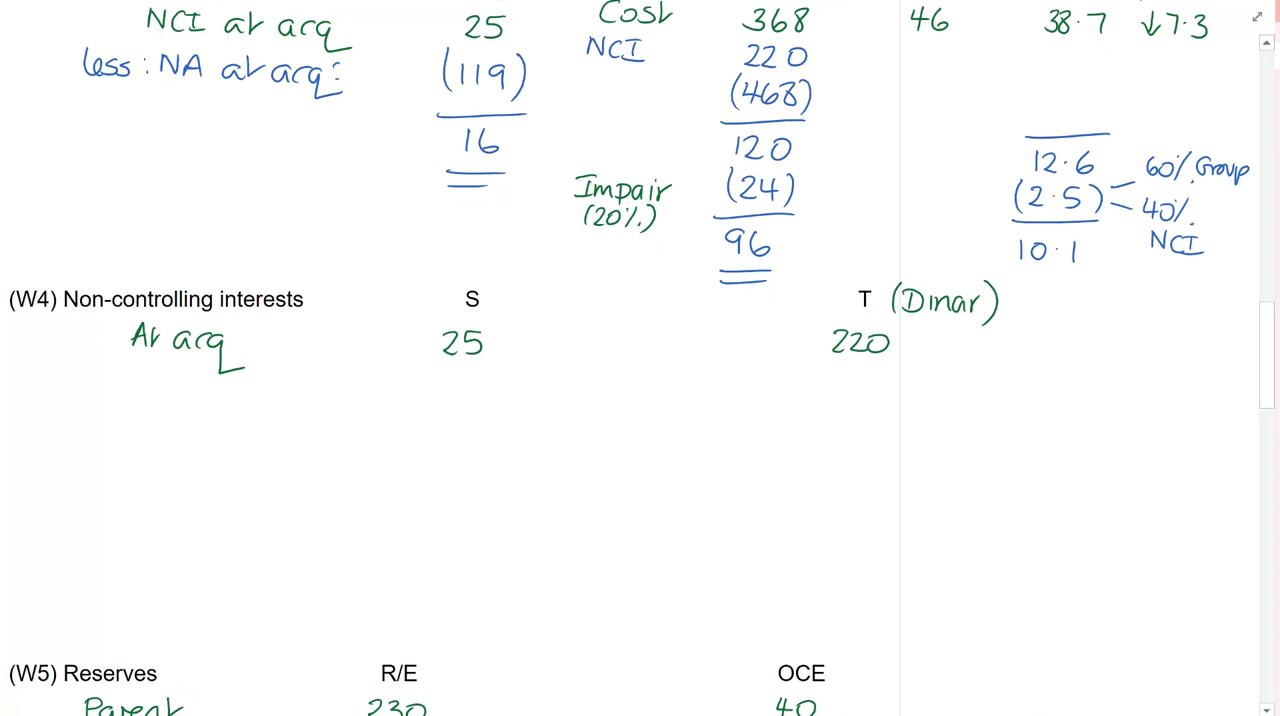 NCI at acq 25 Cost 368 46 38.7 ↓7.3
less: NA at acq: (119) NCI 220
(468)
16 120 12.6 60% Group
Impair (24) (2.5) 40%
(20%) NCI
96 10.1
(W4) Non-controlling interests S T (Dinar)
At acq 25 220
(W5) Reserves R/E OCE
Parent 230 40